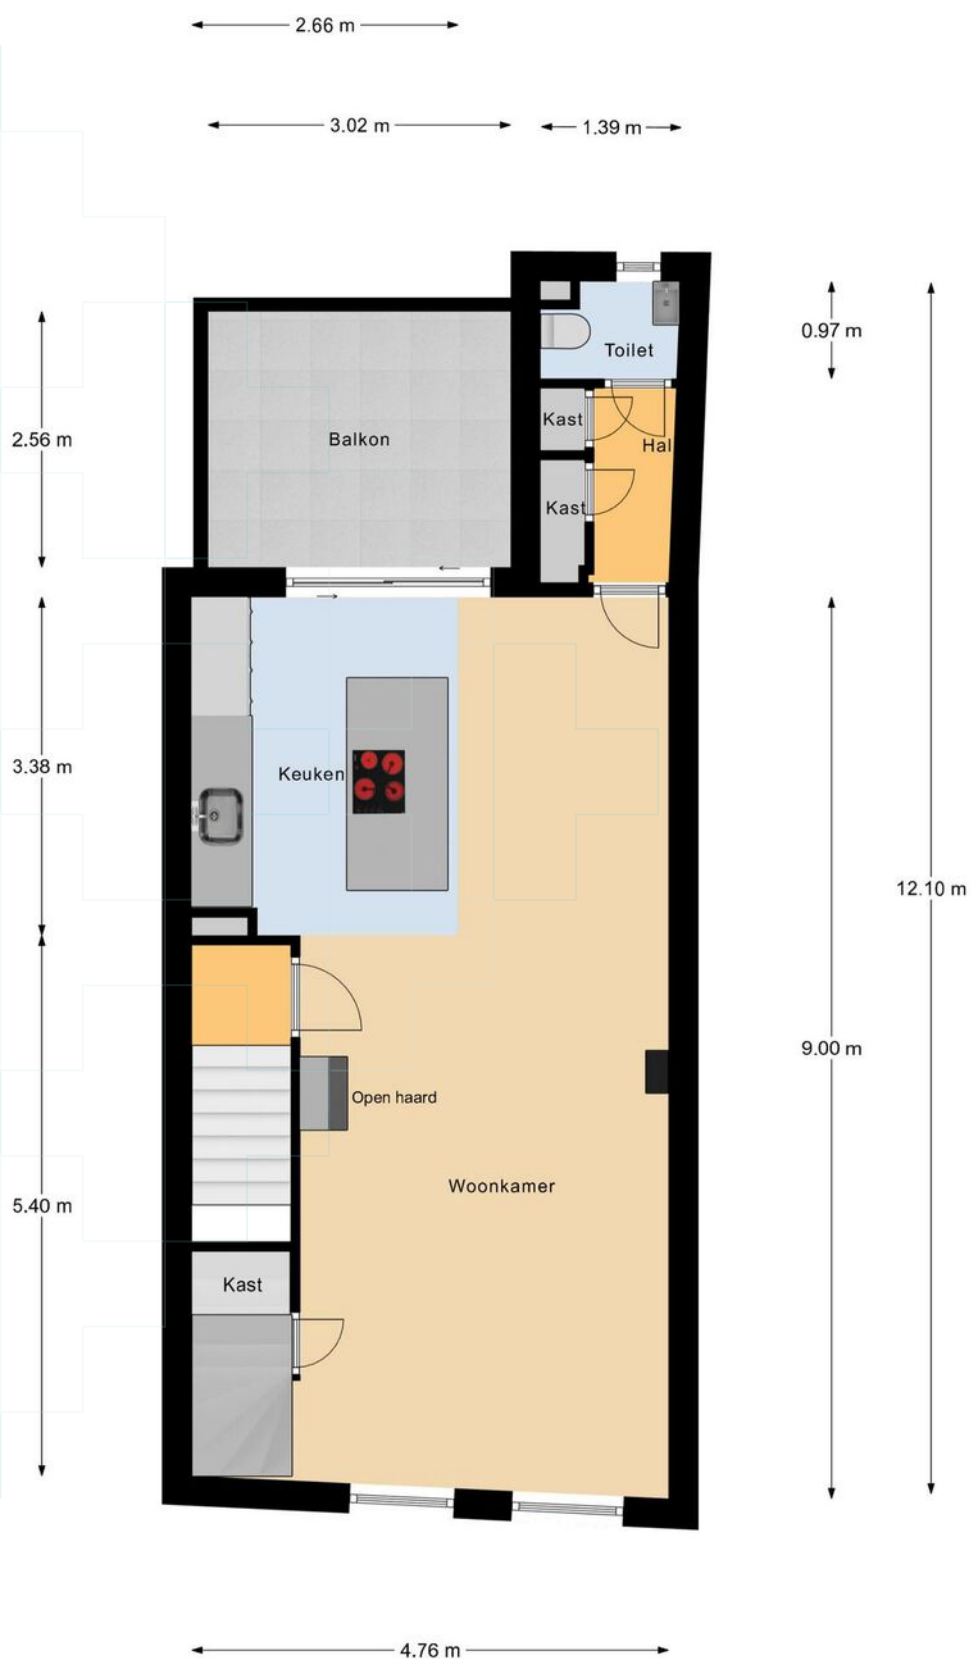 2.66 m
3.02 m
1.39 m
0.97 m
Toilet
Kast
Hal
2.56 m
Balkon
Kast
3.38 m
Keuken
12.10 m
9.00 m
Open haard
5.40 m
Woonkamer
Kast
4.76 m